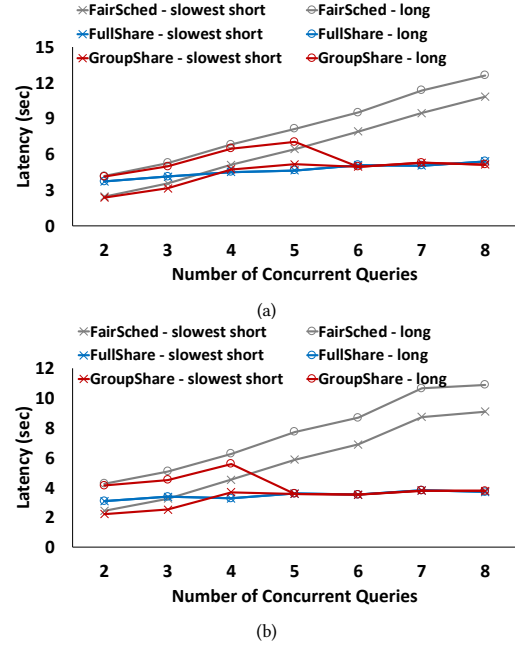 FairSched - slowest short FairSched - long
FullShare - slowest short FullShare - long
GroupShare - slowest short GroupShare - long
15
12
9
6
3
0
Latency (sec)
2 3 4 5 6 7 8
Number of Concurrent Queries
(a)
FairSched - slowest short FairSched - long
FullShare - slowest short FullShare - long
GroupShare - slowest short GroupShare - long
12
10
8
6
4
2
0
Latency (sec)
2 3 4 5 6 7 8
Number of Concurrent Queries
(b)